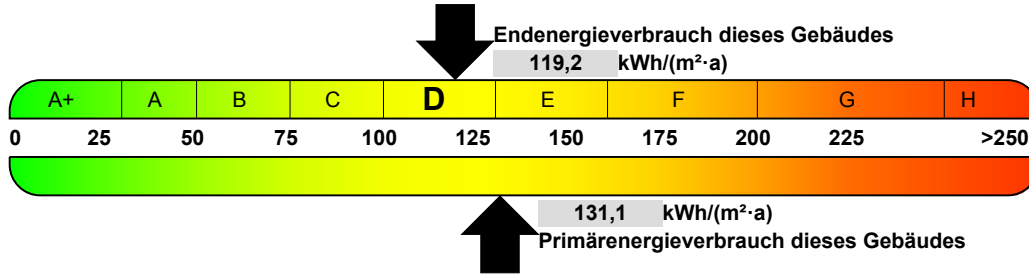 Endenergieverbrauch dieses Gebäudes
119,2 kWh/(m²·a)
A+ A B C D E F G H
0 25 50 75 100 125 150 175 200 225 >250
131,1 kWh/(m²·a)
Primärenergieverbrauch dieses Gebäudes